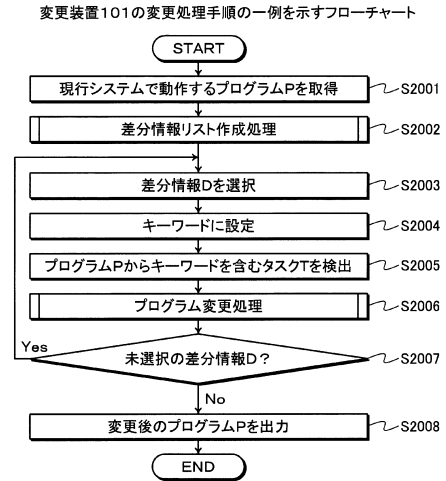 変更装置101の変更処理手順の一例を示すフローチャート
START
現行システムで動作するプログラムPを取得 S2001
差分情報リスト作成処理 S2002
差分情報Dを選択 S2003
キーワードに設定 S2004
プログラムPからキーワードを含むタスクTを検出 S2005
プログラム変更処理 S2006
Yes
未選択の差分情報D? S2007
No
変更後のプログラムPを出力 S2008
END